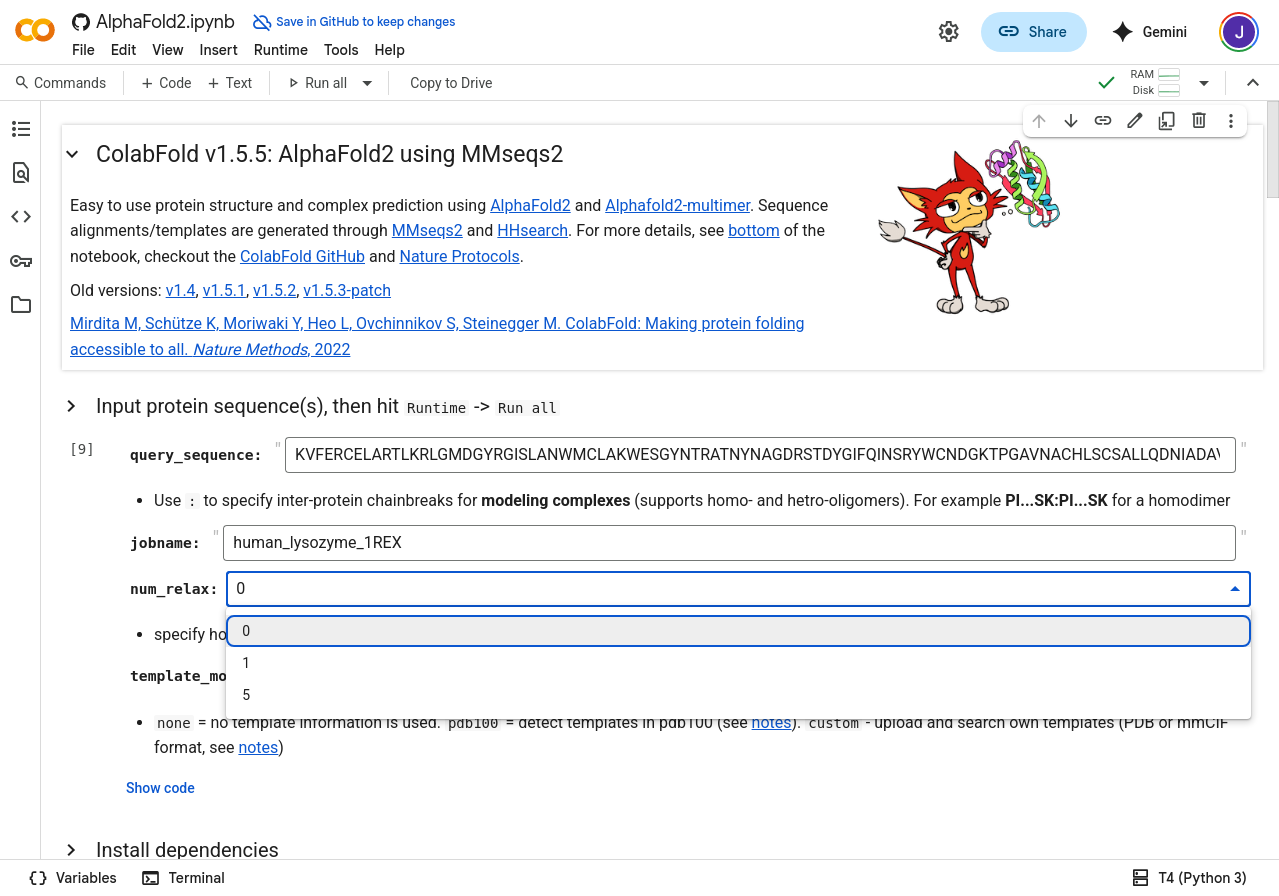 AlphaFold2.ipynb
Save in GitHub to keep changes
File Edit View Insert Runtime Tools Help
Share
Gemini
J
Commands + Code + Text Run all Copy to Drive
RAM
Disk
ColabFold v1.5.5: AlphaFold2 using MMseqs2
Easy to use protein structure and complex prediction using AlphaFold2 and Alphafold2-multimer. Sequence
alignments/templates are generated through MMseqs2 and HHsearch. For more details, see bottom of the
notebook, checkout the ColabFold GitHub and Nature Protocols.
Old versions: v1.4, v1.5.1, v1.5.2, v1.5.3-patch
Mirdita M, Schütze K, Moriwaki Y, Heo L, Ovchinnikov S, Steinegger M. ColabFold: Making protein folding
accessible to all. Nature Methods, 2022
Input protein sequence(s), then hit Runtime -> Run all
[9]
query_sequence: " KVFERCELARTLKRLGMDGYRGISLANWMCLAKWESGYNTRATNYNAGDRSTDYGIFQINSRYWCNDGKTPGAVNACHLSCSALLQDNIADAV "
• Use : to specify inter-protein chainbreaks for modeling complexes (supports homo- and hetro-oligomers). For example PI...SK:PI...SK for a homodimer
jobname: " human_lysozyme_1REX "
num_relax: 0
0
1
5
• specify ho
template_mo
• none = no template information is used. pdb100 = detect templates in pdb100 (see notes). custom - upload and search own templates (PDB or mmCIF
format, see notes)
Show code
Install dependencies
Variables Terminal
T4 (Python 3)